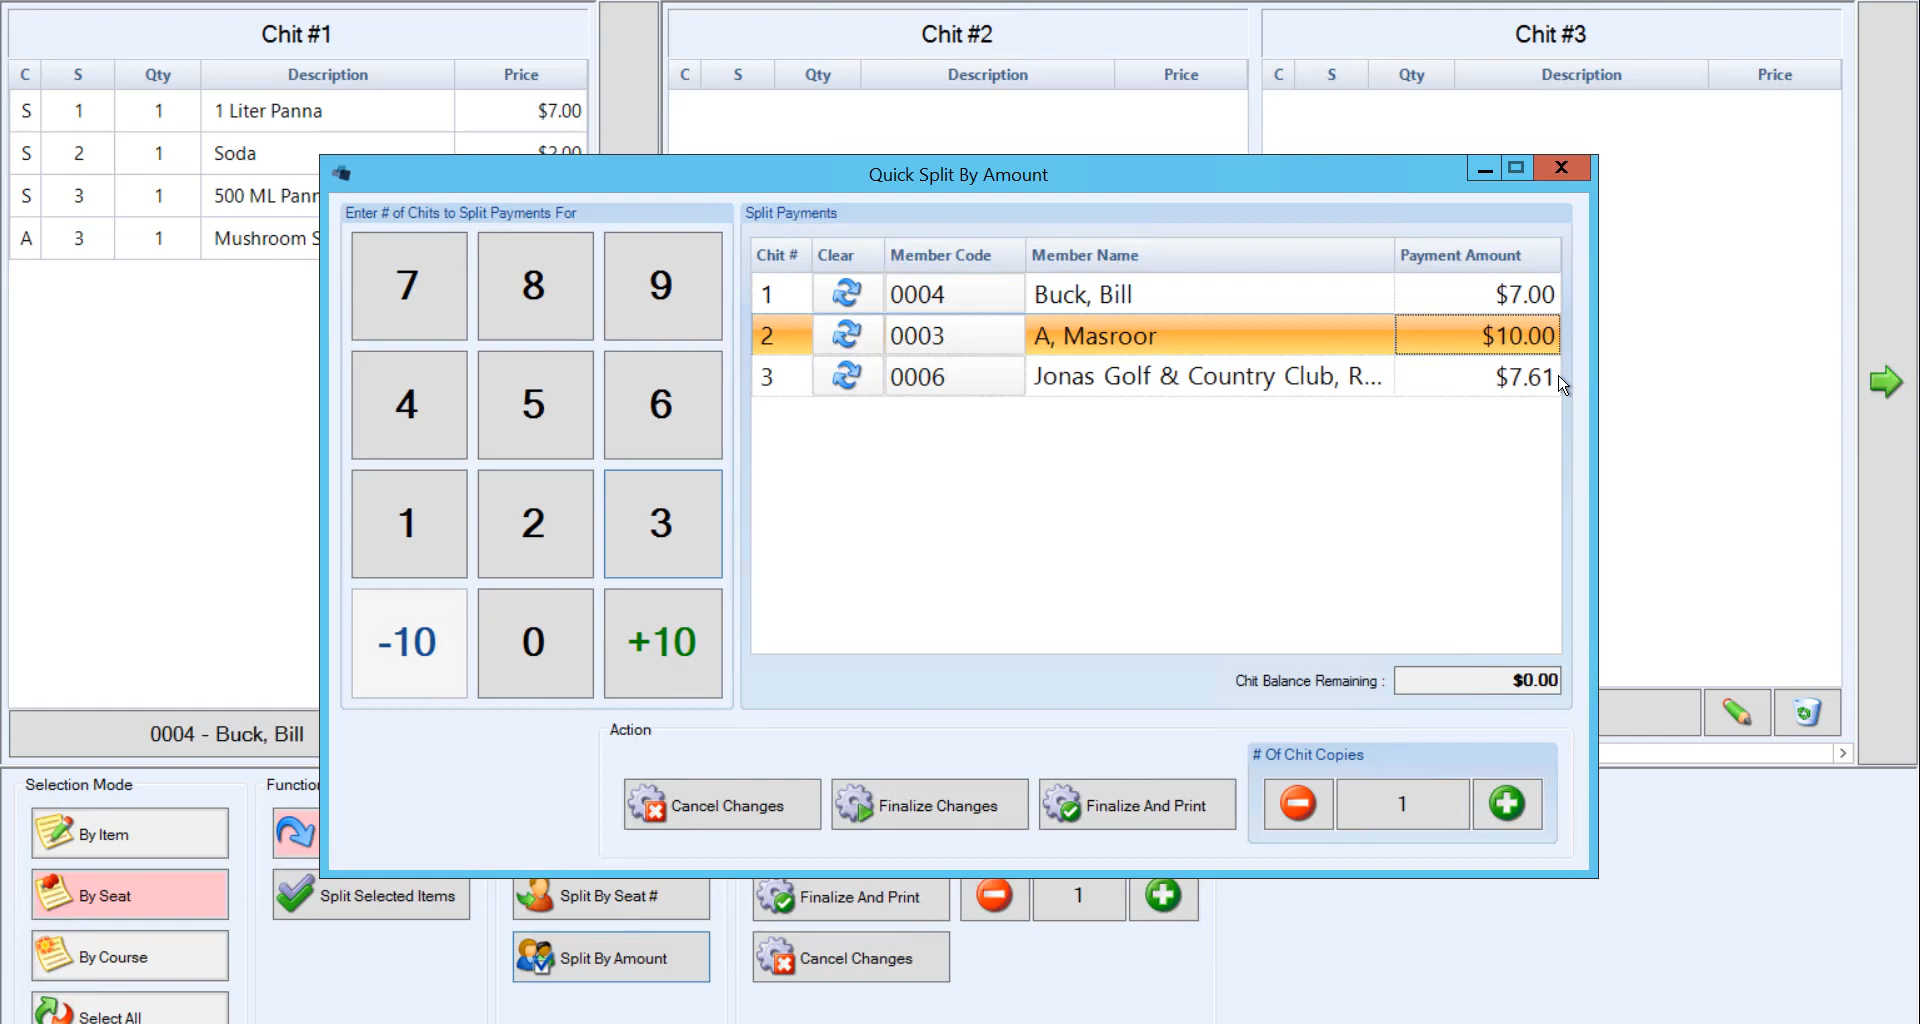 Chit #1
C S Qty Description Price
S 1 1 1 Liter Panna $7.00
S 2 1 Soda
S 3 1 500 ML
A 3 1 Mushroom
0004 - Buck, Bill
Chit #2
C S Qty Description Price
Chit #3
C S Qty Description Price
Quick Split By Amount
X
Enter # of Chits to Split Payments For
7 8 9
4 5 6
1 2 3
-10 0 +10
Split Payments
Chit # Clear Member Code Member Name Payment Amount
1 0004 Buck, Bill $7.00
2 0003 A, Masroor $10.00
3 0006 Jonas Golf & Country Club, R... $7.61
Chit Balance Remaining : $0.00
Action
Cancel Changes Finalize Changes Finalize And Print
# Of Chit Copies
1
Selection Mode
By Item
By Seat
By Course
Select All
Split Selected Items
Split By Seat #
Split By Amount
Finalize And Print 1
Cancel Changes